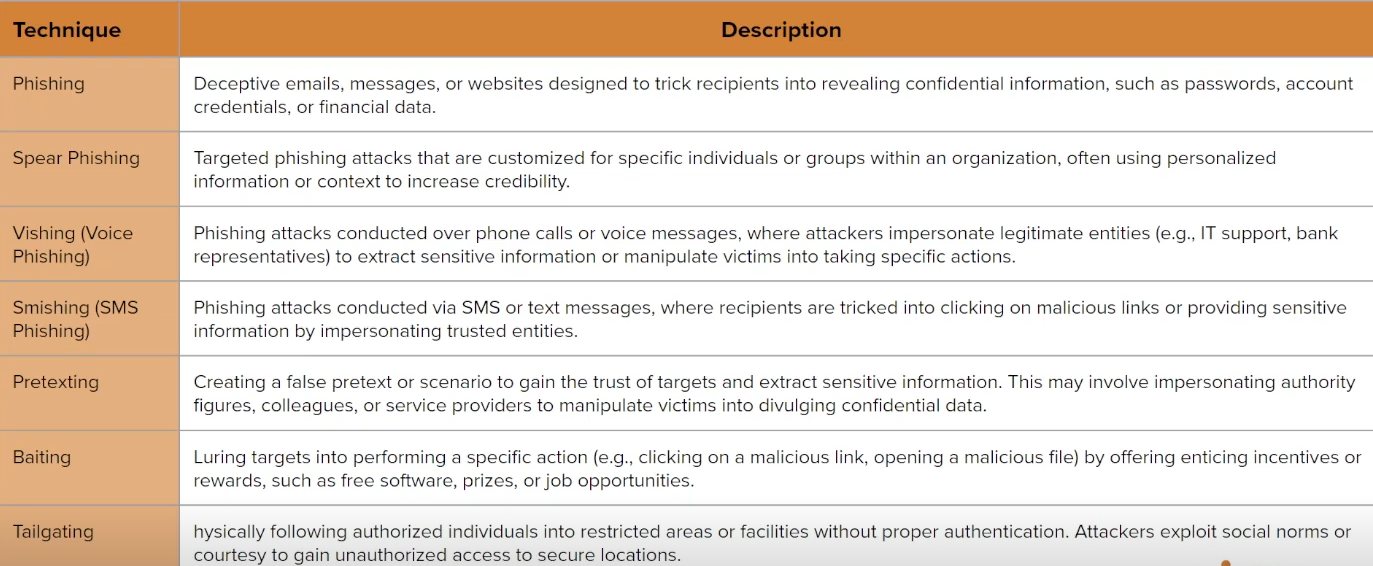 Technique
Description
Phishing
Deceptive emails, messages, or websites designed to trick recipients into revealing confidential information, such as passwords, account
credentials, or financial data.
Spear Phishing
Targeted phishing attacks that are customized for specific individuals or groups within an organization, often using personalized
information or context to increase credibility.
Vishing (Voice
Phishing)
Phishing attacks conducted over phone calls or voice messages, where attackers impersonate legitimate entities (e.g., IT support, bank
representatives) to extract sensitive information or manipulate victims into taking specific actions.
Smishing (SMS
Phishing)
Phishing attacks conducted via SMS or text messages, where recipients are tricked into clicking on malicious links or providing sensitive
information by impersonating trusted entities.
Pretexting
Creating a false pretext or scenario to gain the trust of targets and extract sensitive information. This may involve impersonating authority
figures, colleagues, or service providers to manipulate victims into divulging confidential data.
Baiting
Luring targets into performing a specific action (e.g., clicking on a malicious link, opening a malicious file) by offering enticing incentives or
rewards, such as free software, prizes, or job opportunities.
Tailgating
hysically following authorized individuals into restricted areas or facilities without proper authentication. Attackers exploit social norms or
courtesy to gain unauthorized access to secure locations.